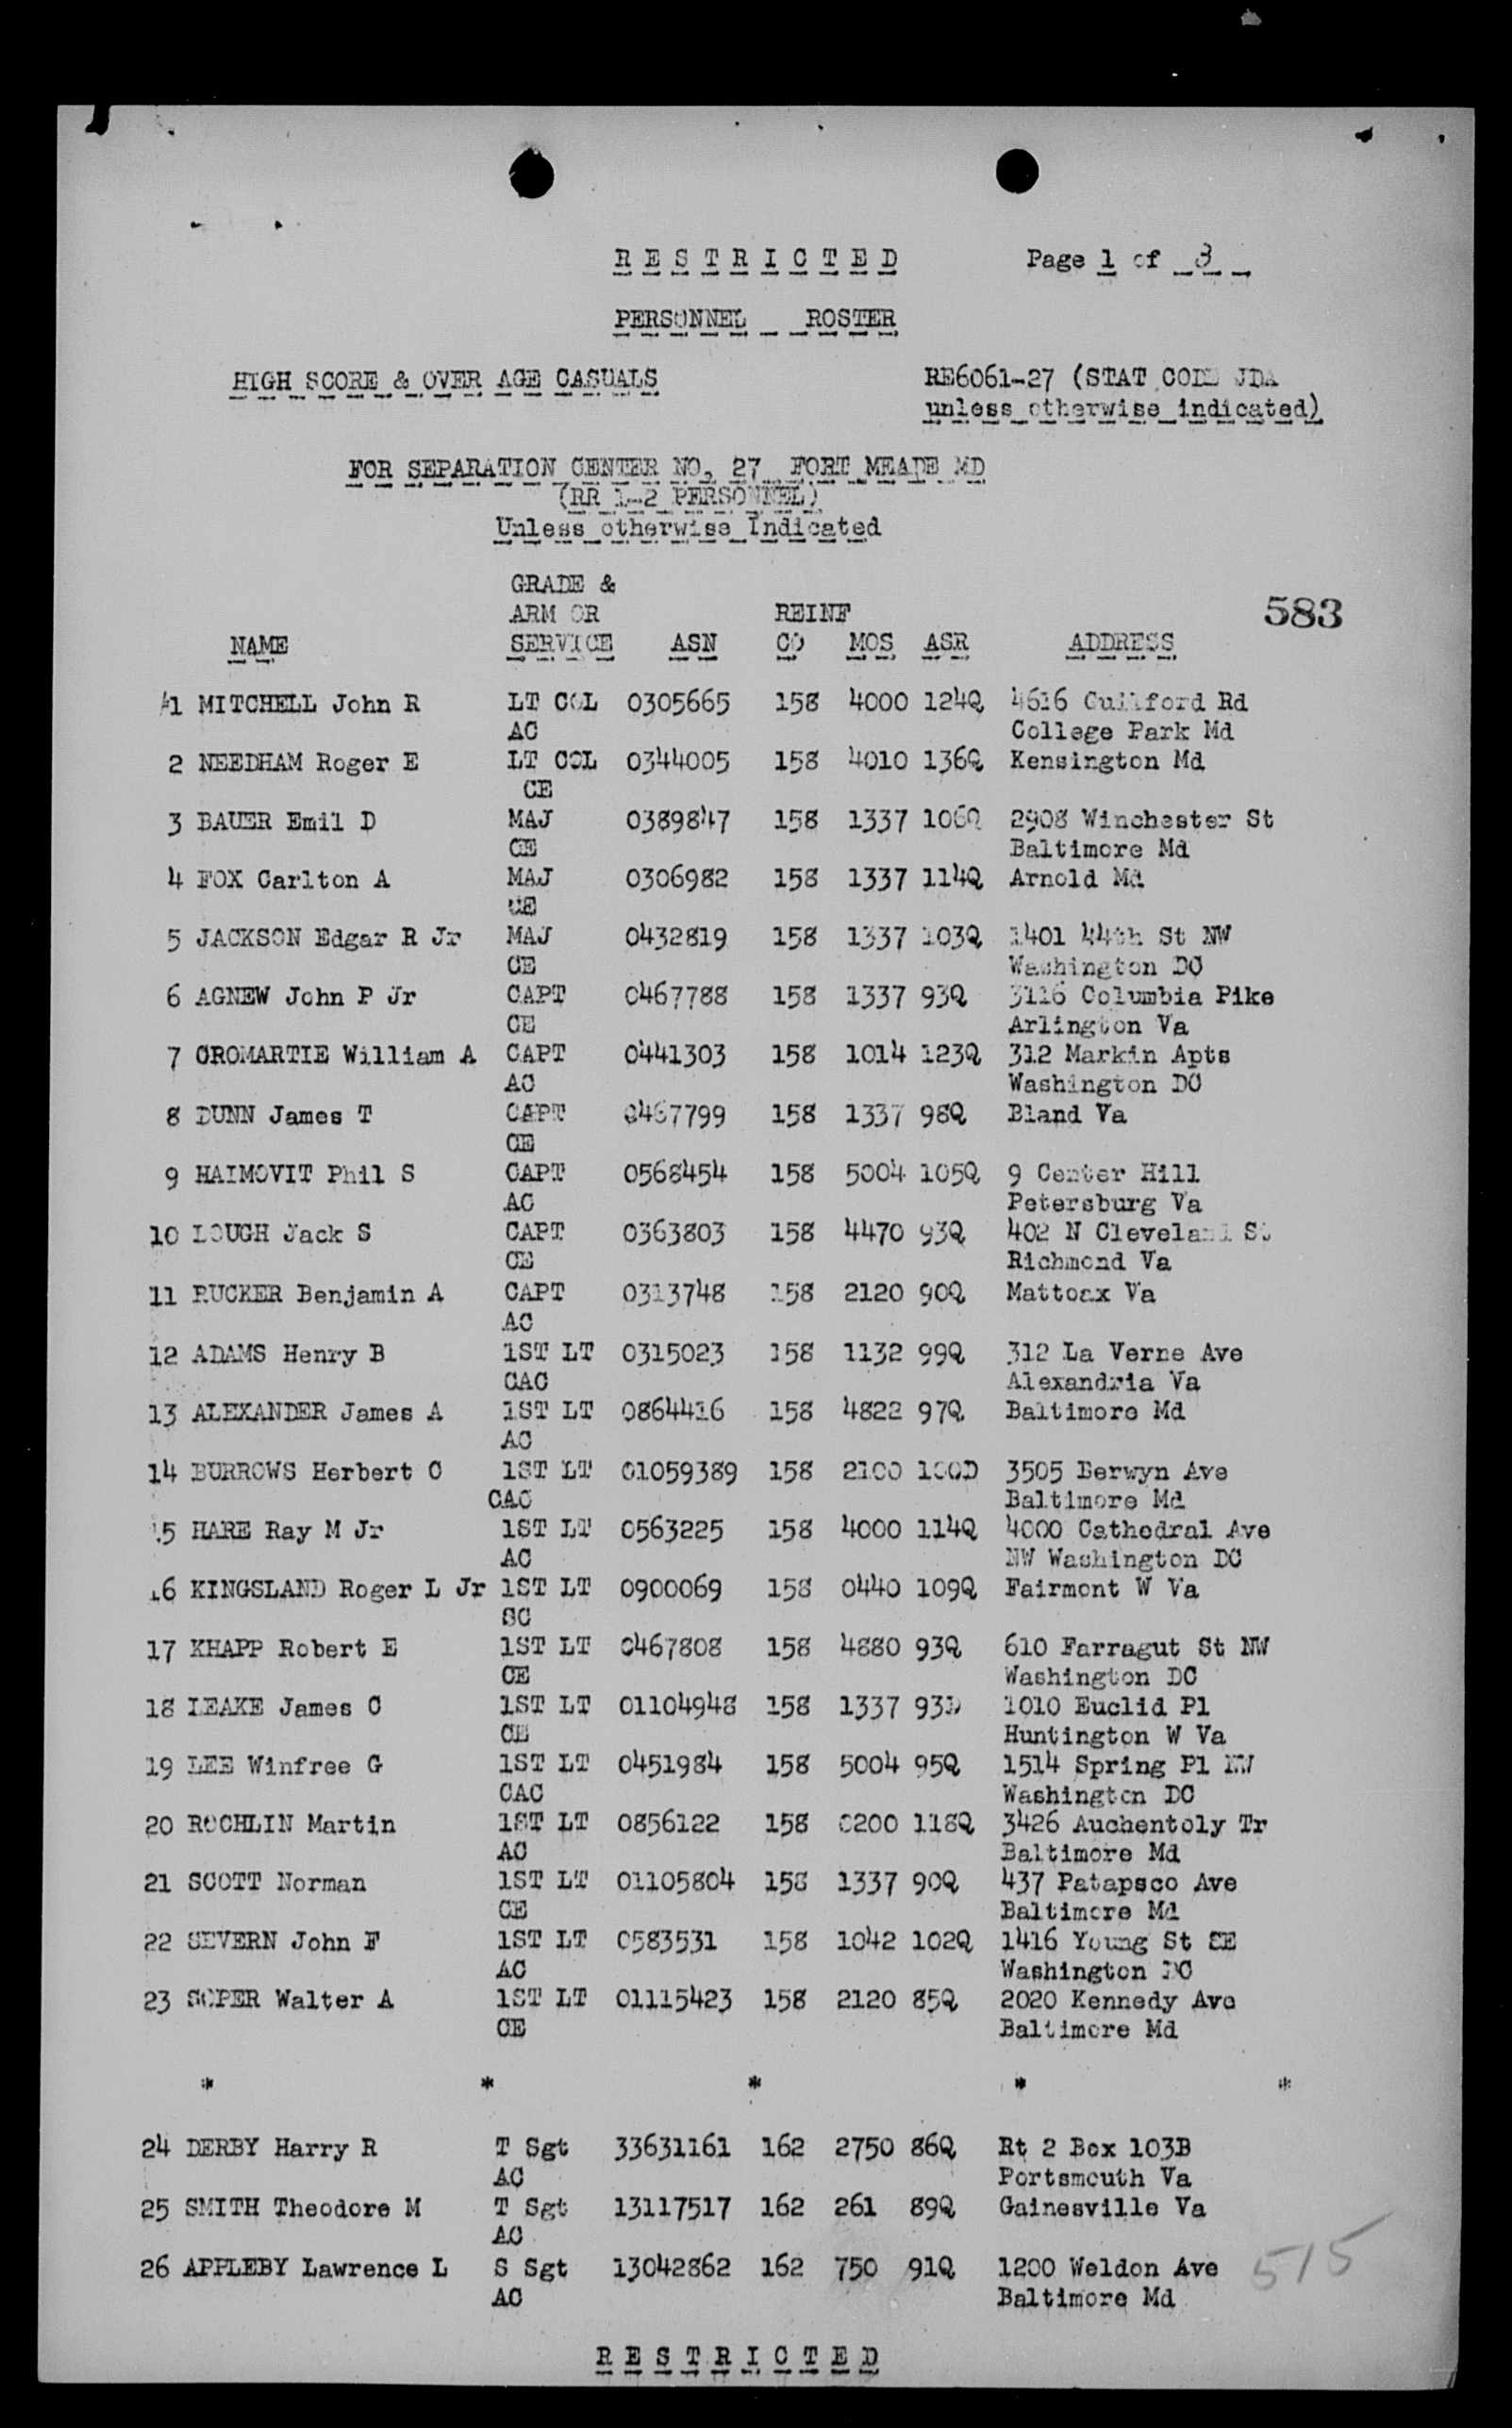 R E S T R I C T E D Page 1 of 3
PERSONNEL ROSTER
HIGH SCORE & OVER AGE CASUALS RE6061-27 (STAT CODE JDA
unless otherwise indicated)
FOR SEPARATION CENTER NO. 27 FORT MEADE MD
(RR 1-2 PERSONNEL)
Unless otherwise Indicated
GRADE &
ARM OR REINF 583
NAME SERVICE ASN CO MOS ASR ADDRESS
1 MITCHELL John R LT COL 0305665 158 4000 124Q 4616 Guilford Rd
AC College Park Md
2 NEEDHAM Roger E LT COL 0344005 158 4010 136Q Kensington Md
CE
3 BAUER Emil D MAJ 0389847 158 1337 106Q 2908 Winchester St
CE Baltimore Md
4 FOX Carlton A MAJ 0306982 158 1337 114Q Arnold Md
CE
5 JACKSON Edgar R Jr MAJ 0432819 158 1337 103Q 1401 44th St NW
CE Washington DC
6 AGNEW John P Jr CAPT 0467788 158 1337 93Q 3116 Columbia Pike
CE Arlington Va
7 CROMARTIE William A CAPT 0441303 158 1014 123Q 312 Markin Apts
AC Washington DC
8 DUNN James T CAPT 0467799 158 1337 98Q Bland Va
CE
9 HAIMOVIT Phil S CAPT 0568454 158 5004 105Q 9 Center Hill
AC Petersburg Va
10 LOUGH Jack S CAPT 0363803 158 4470 93Q 402 N Cleveland St
CE Richmond Va
11 RUCKER Benjamin A CAPT 0313748 158 2120 90Q Mattoax Va
AC
12 ADAMS Henry B 1ST LT 0315023 158 1132 99Q 312 La Verne Ave
CAC Alexandria Va
13 ALEXANDER James A 1ST LT 0864416 158 4822 97Q Baltimore Md
AC
14 BURROWS Herbert C 1ST LT 01059389 158 2100 100D 3505 Berwyn Ave
CAC Baltimore Md
15 HARE Ray M Jr 1ST LT 0563225 158 4000 114Q 4000 Cathedral Ave
AC NW Washington DC
16 KINGSLAND Roger L Jr 1ST LT 0900069 158 0440 109Q Fairmont W Va
SC
17 KHAPP Robert E 1ST LT 0467808 158 4880 93Q 610 Farragut St NW
CE Washington DC
18 LEAKE James C 1ST LT 01104948 158 1337 93D 1010 Euclid Pl
CE Huntington W Va
19 LEE Winfree G 1ST LT 0451984 158 5004 95Q 1514 Spring Pl NW
CAC Washington DC
20 ROCHLIN Martin 1ST LT 0856122 158 0200 118Q 3426 Auchentoly Tr
AC Baltimore Md
21 SCOTT Norman 1ST LT 01105804 158 1337 90Q 437 Patapsco Ave
CE Baltimore Md
22 SEVERN John F 1ST LT 0583531 158 1042 102Q 1416 Young St SE
AC Washington DC
23 SOPER Walter A 1ST LT 01115423 158 2120 85Q 2020 Kennedy Ave
CE Baltimore Md
* * * * *
24 DERBY Harry R T Sgt 33631161 162 2750 86Q Rt 2 Box 103B
AC Portsmouth Va
25 SMITH Theodore M T Sgt 13117517 162 261 89Q Gainesville Va
AC
26 APPLEBY Lawrence L S Sgt 13042862 162 750 91Q 1200 Weldon Ave
AC Baltimore Md
515
R E S T R I C T E D